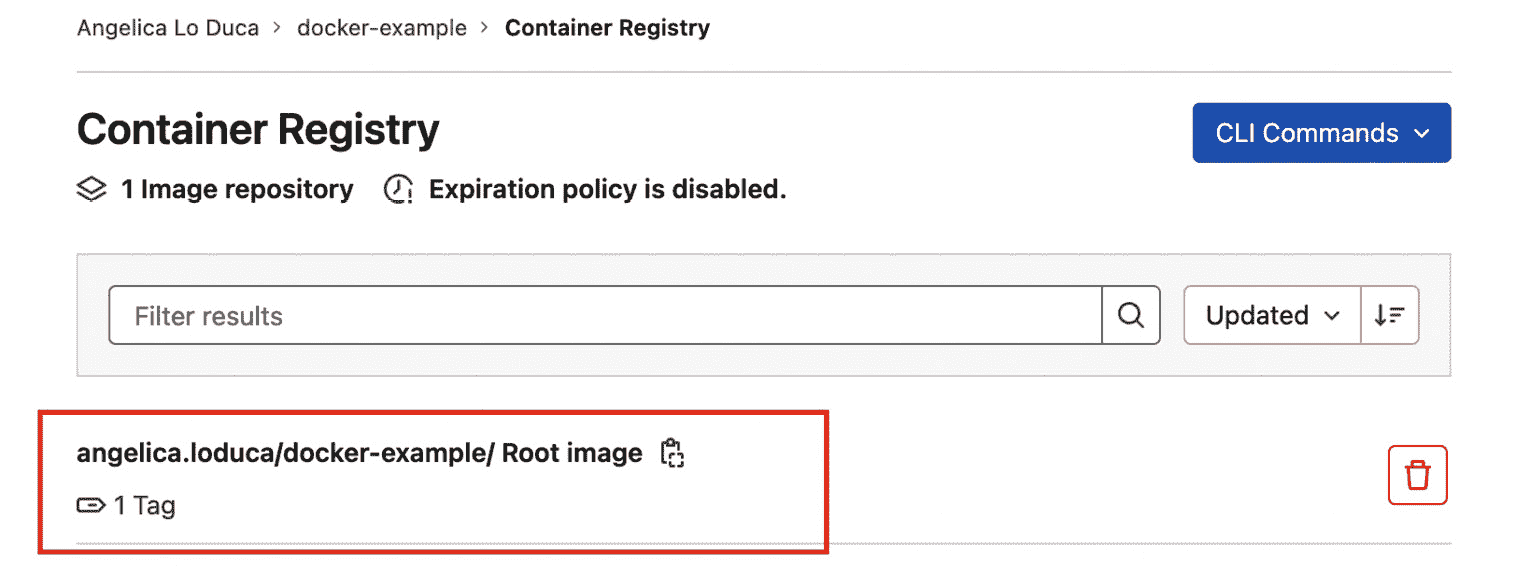 Angelica Lo Duca > docker-example > Container Registry
Container Registry
CLI Commands
1 Image repository Expiration policy is disabled.
Filter results
Updated
angelica.loduca/docker-example/ Root image
1 Tag